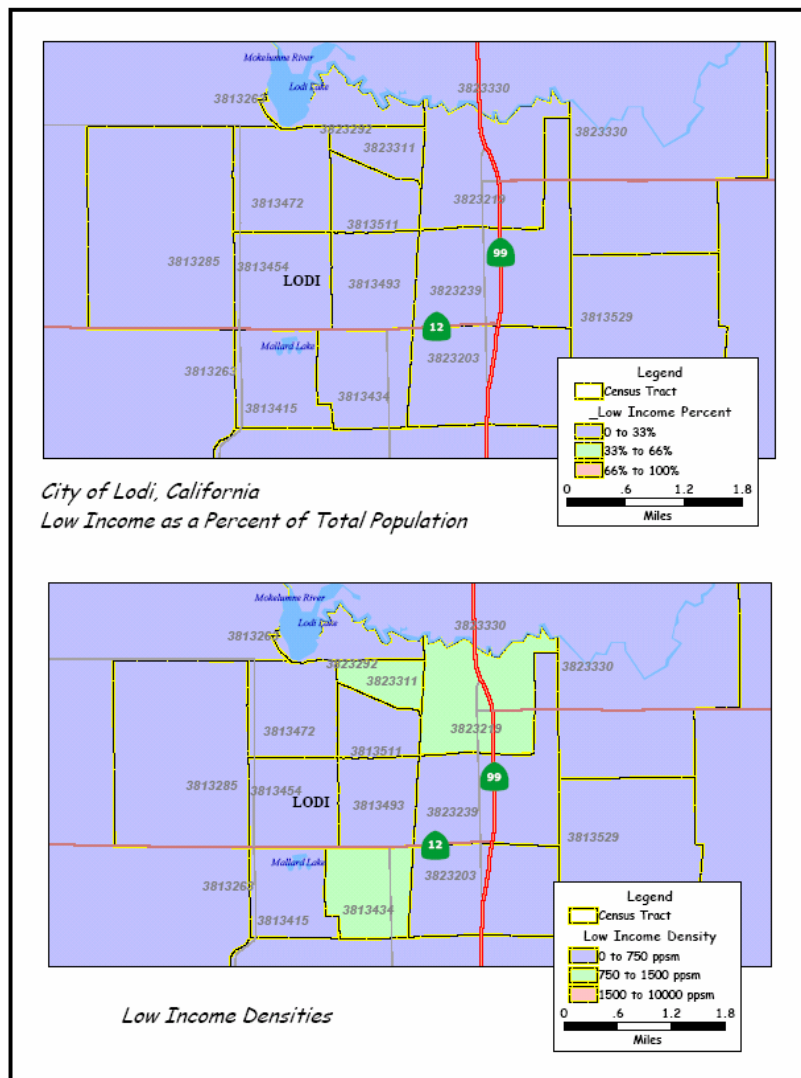 Mokelumne River
Lodi Lake
3813263
3823330
3823292
3823330
3823311
3813472
3823219
3813511
99
3813285
3813454
LODI
3813493
3823239
3813529
12
Mallard Lake
3823203
3813263
3813434
3813415
Legend
Census Tract
_Low Income Percent
0 to 33%
33% to 66%
66% to 100%
0 .6 1.2 1.8
Miles
City of Lodi, California
Low Income as a Percent of Total Population
Mokelumne River
Lodi Lake
3823330
3823292
3823330
3823311
3813472
3823219
3813511
99
3813285
3813454
LODI
3813493
3823239
3813529
12
Mallard Lake
3823203
3813263
3813434
3813415
Legend
Census Tract
Low Income Density
0 to 750 ppsm
750 to 1500 ppsm
1500 to 10000 ppsm
0 .6 1.2 1.8
Miles
Low Income Densities